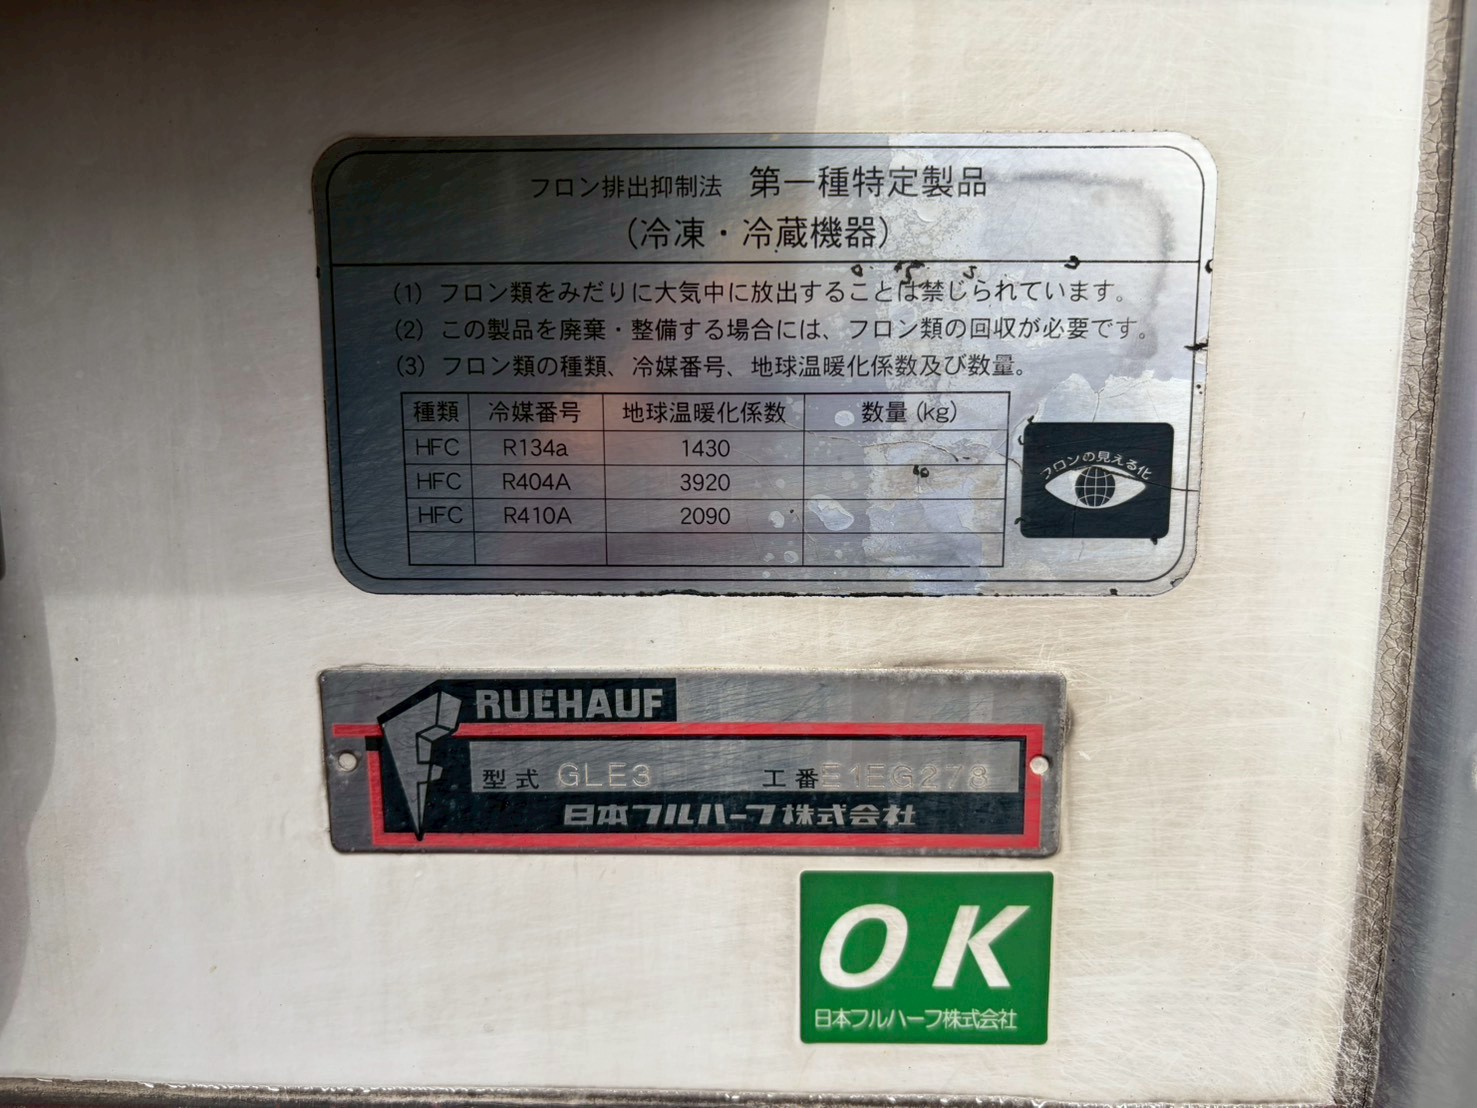 フロン排出抑制法 第一種特定製品
(冷凍・冷蔵機器)
(1) フロン類をみだりに大気中に放出することは禁じられています。
(2) この製品を廃棄・整備する場合には、フロン類の回収が必要です。
(3) フロン類の種類、冷媒番号、地球温暖化係数及び数量。
種類 冷媒番号 地球温暖化係数 数量(kg)
HFC R134a 1430
HFC R404A 3920
HFC R410A 2090
フロンの見える化
RUEHAUF
型式 GLE3 工番 E1EG278
日本フルハーフ株式会社
OK
日本フルハーフ株式会社